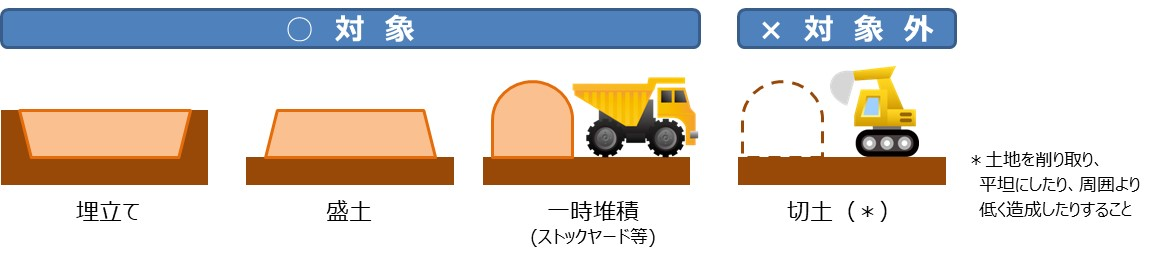 ○ 対 象
× 対 象 外
埋立て
盛土
一時堆積
(ストックヤード等)
切土（＊）
＊土地を削り取り、
平坦にしたり、周囲より
低く造成したりすること